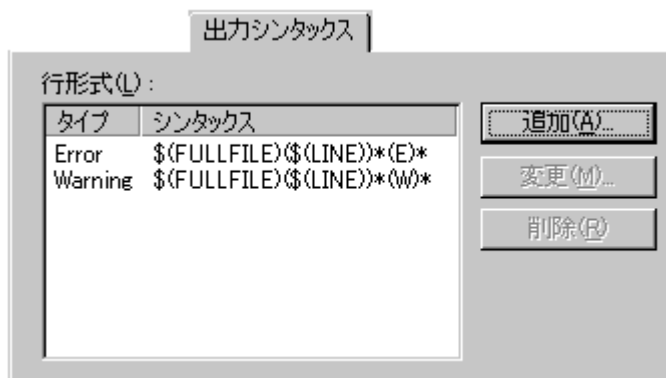 出力シンタックス
行形式(L) :
タイプ シンタックス
Error $(FULLFILE)($(LINE))*(E)*
Warning $(FULLFILE)($(LINE))*(W)*
追加(A)...
変更(M)...
削除(R)